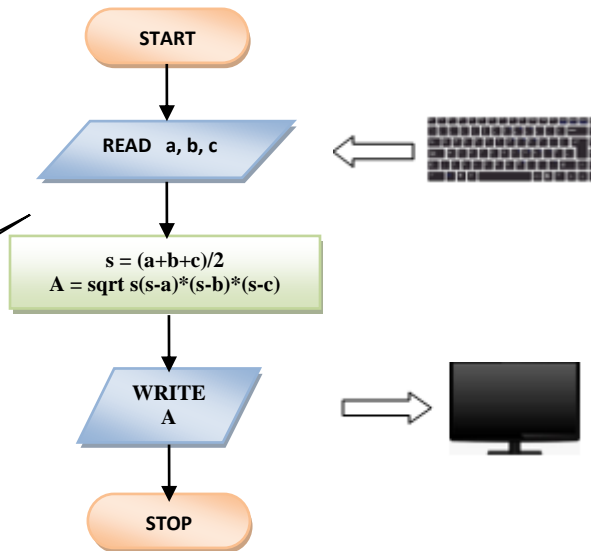 START
READ a, b, c
s = (a+b+c)/2
A = sqrt s(s-a)*(s-b)*(s-c)
WRITE
A
STOP